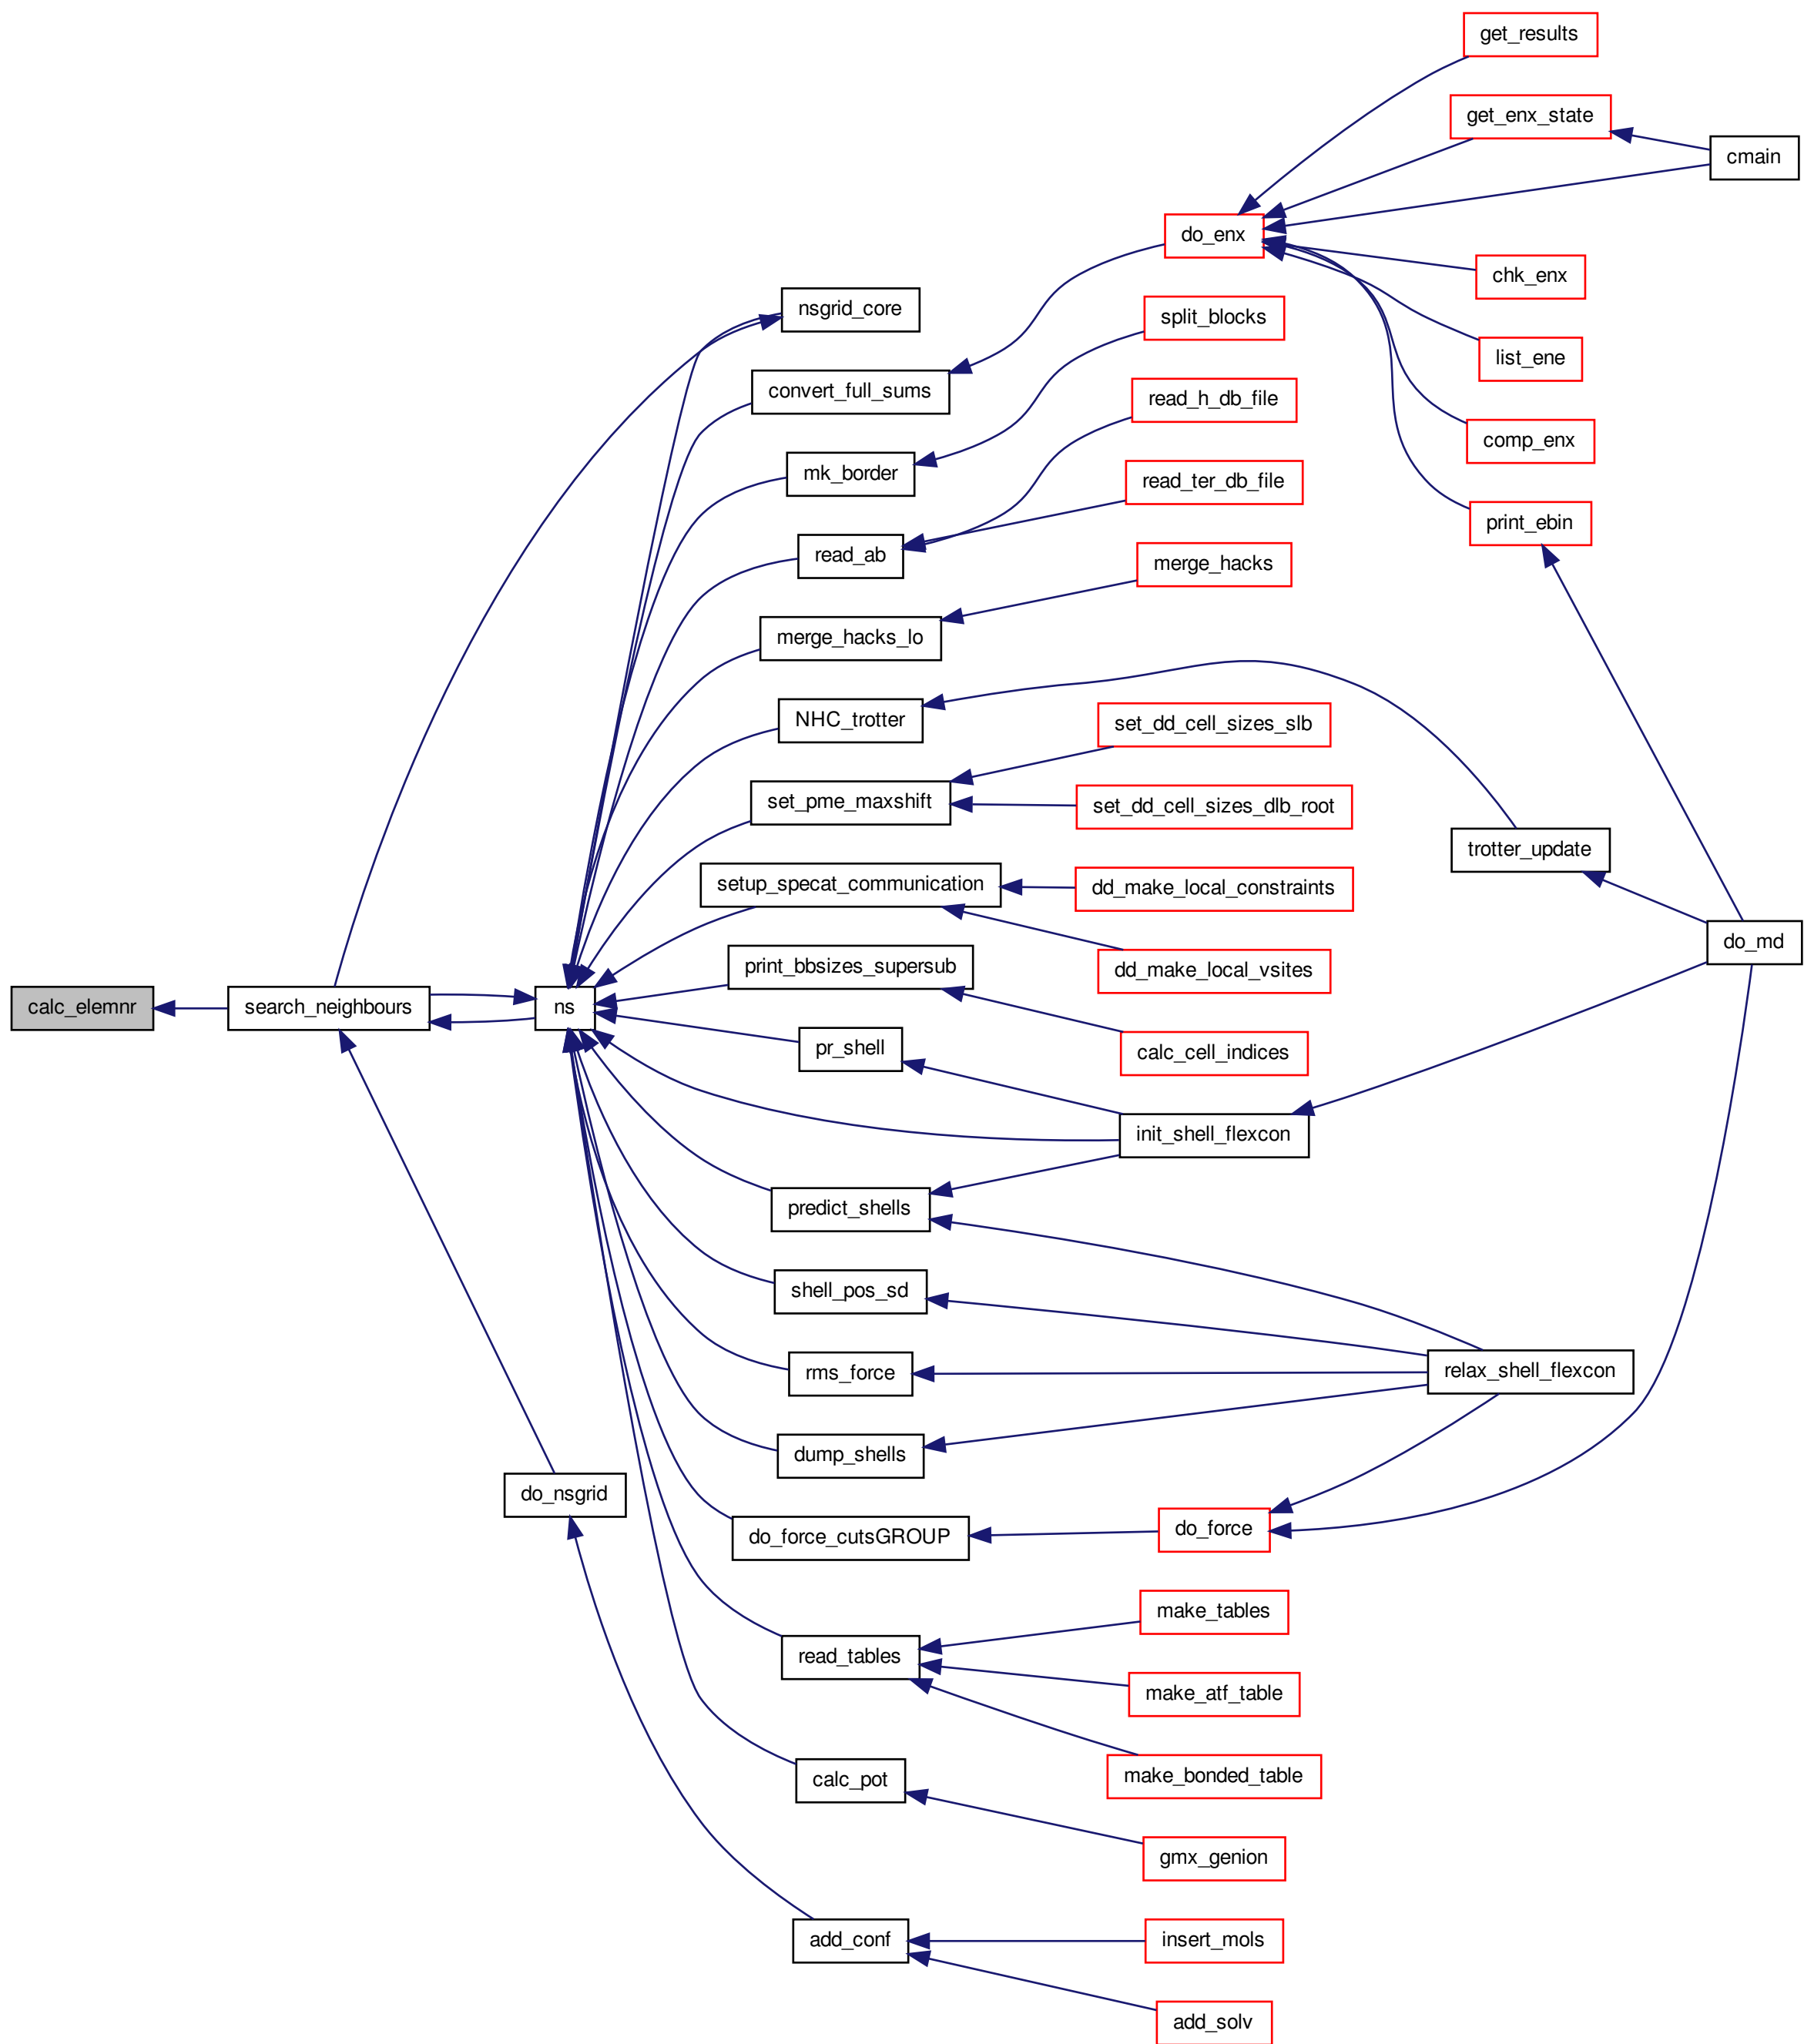 get_results
get_enx_state
cmain
do_enx
chk_enx
nsgrid_core
split_blocks
list_ene
convert_full_sums
read_h_db_file
comp_enx
mk_border
read_ter_db_file
print_ebin
read_ab
merge_hacks
merge_hacks_lo
NHC_trotter
set_dd_cell_sizes_slb
set_pme_maxshift
set_dd_cell_sizes_dlb_root
trotter_update
setup_specat_communication
dd_make_local_constraints
do_md
print_bbsizes_supersub
dd_make_local_vsites
calc_elemnr
search_neighbours
ns
pr_shell
calc_cell_indices
init_shell_flexcon
predict_shells
shell_pos_sd
rms_force
relax_shell_flexcon
dump_shells
do_nsgrid
do_force_cutsGROUP
do_force
make_tables
read_tables
make_atf_table
calc_pot
make_bonded_table
gmx_genion
add_conf
insert_mols
add_solv